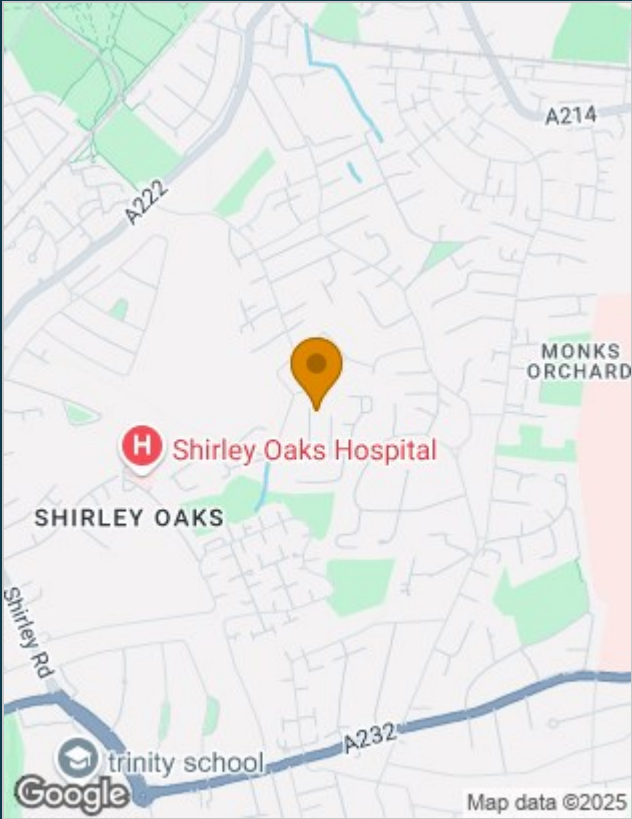 A214
A222
MONKS
ORCHARD
H
Shirley Oaks Hospital
SHIRLEY OAKS
Shirley Rd
A232
trinity school
Google
Map data ©2025